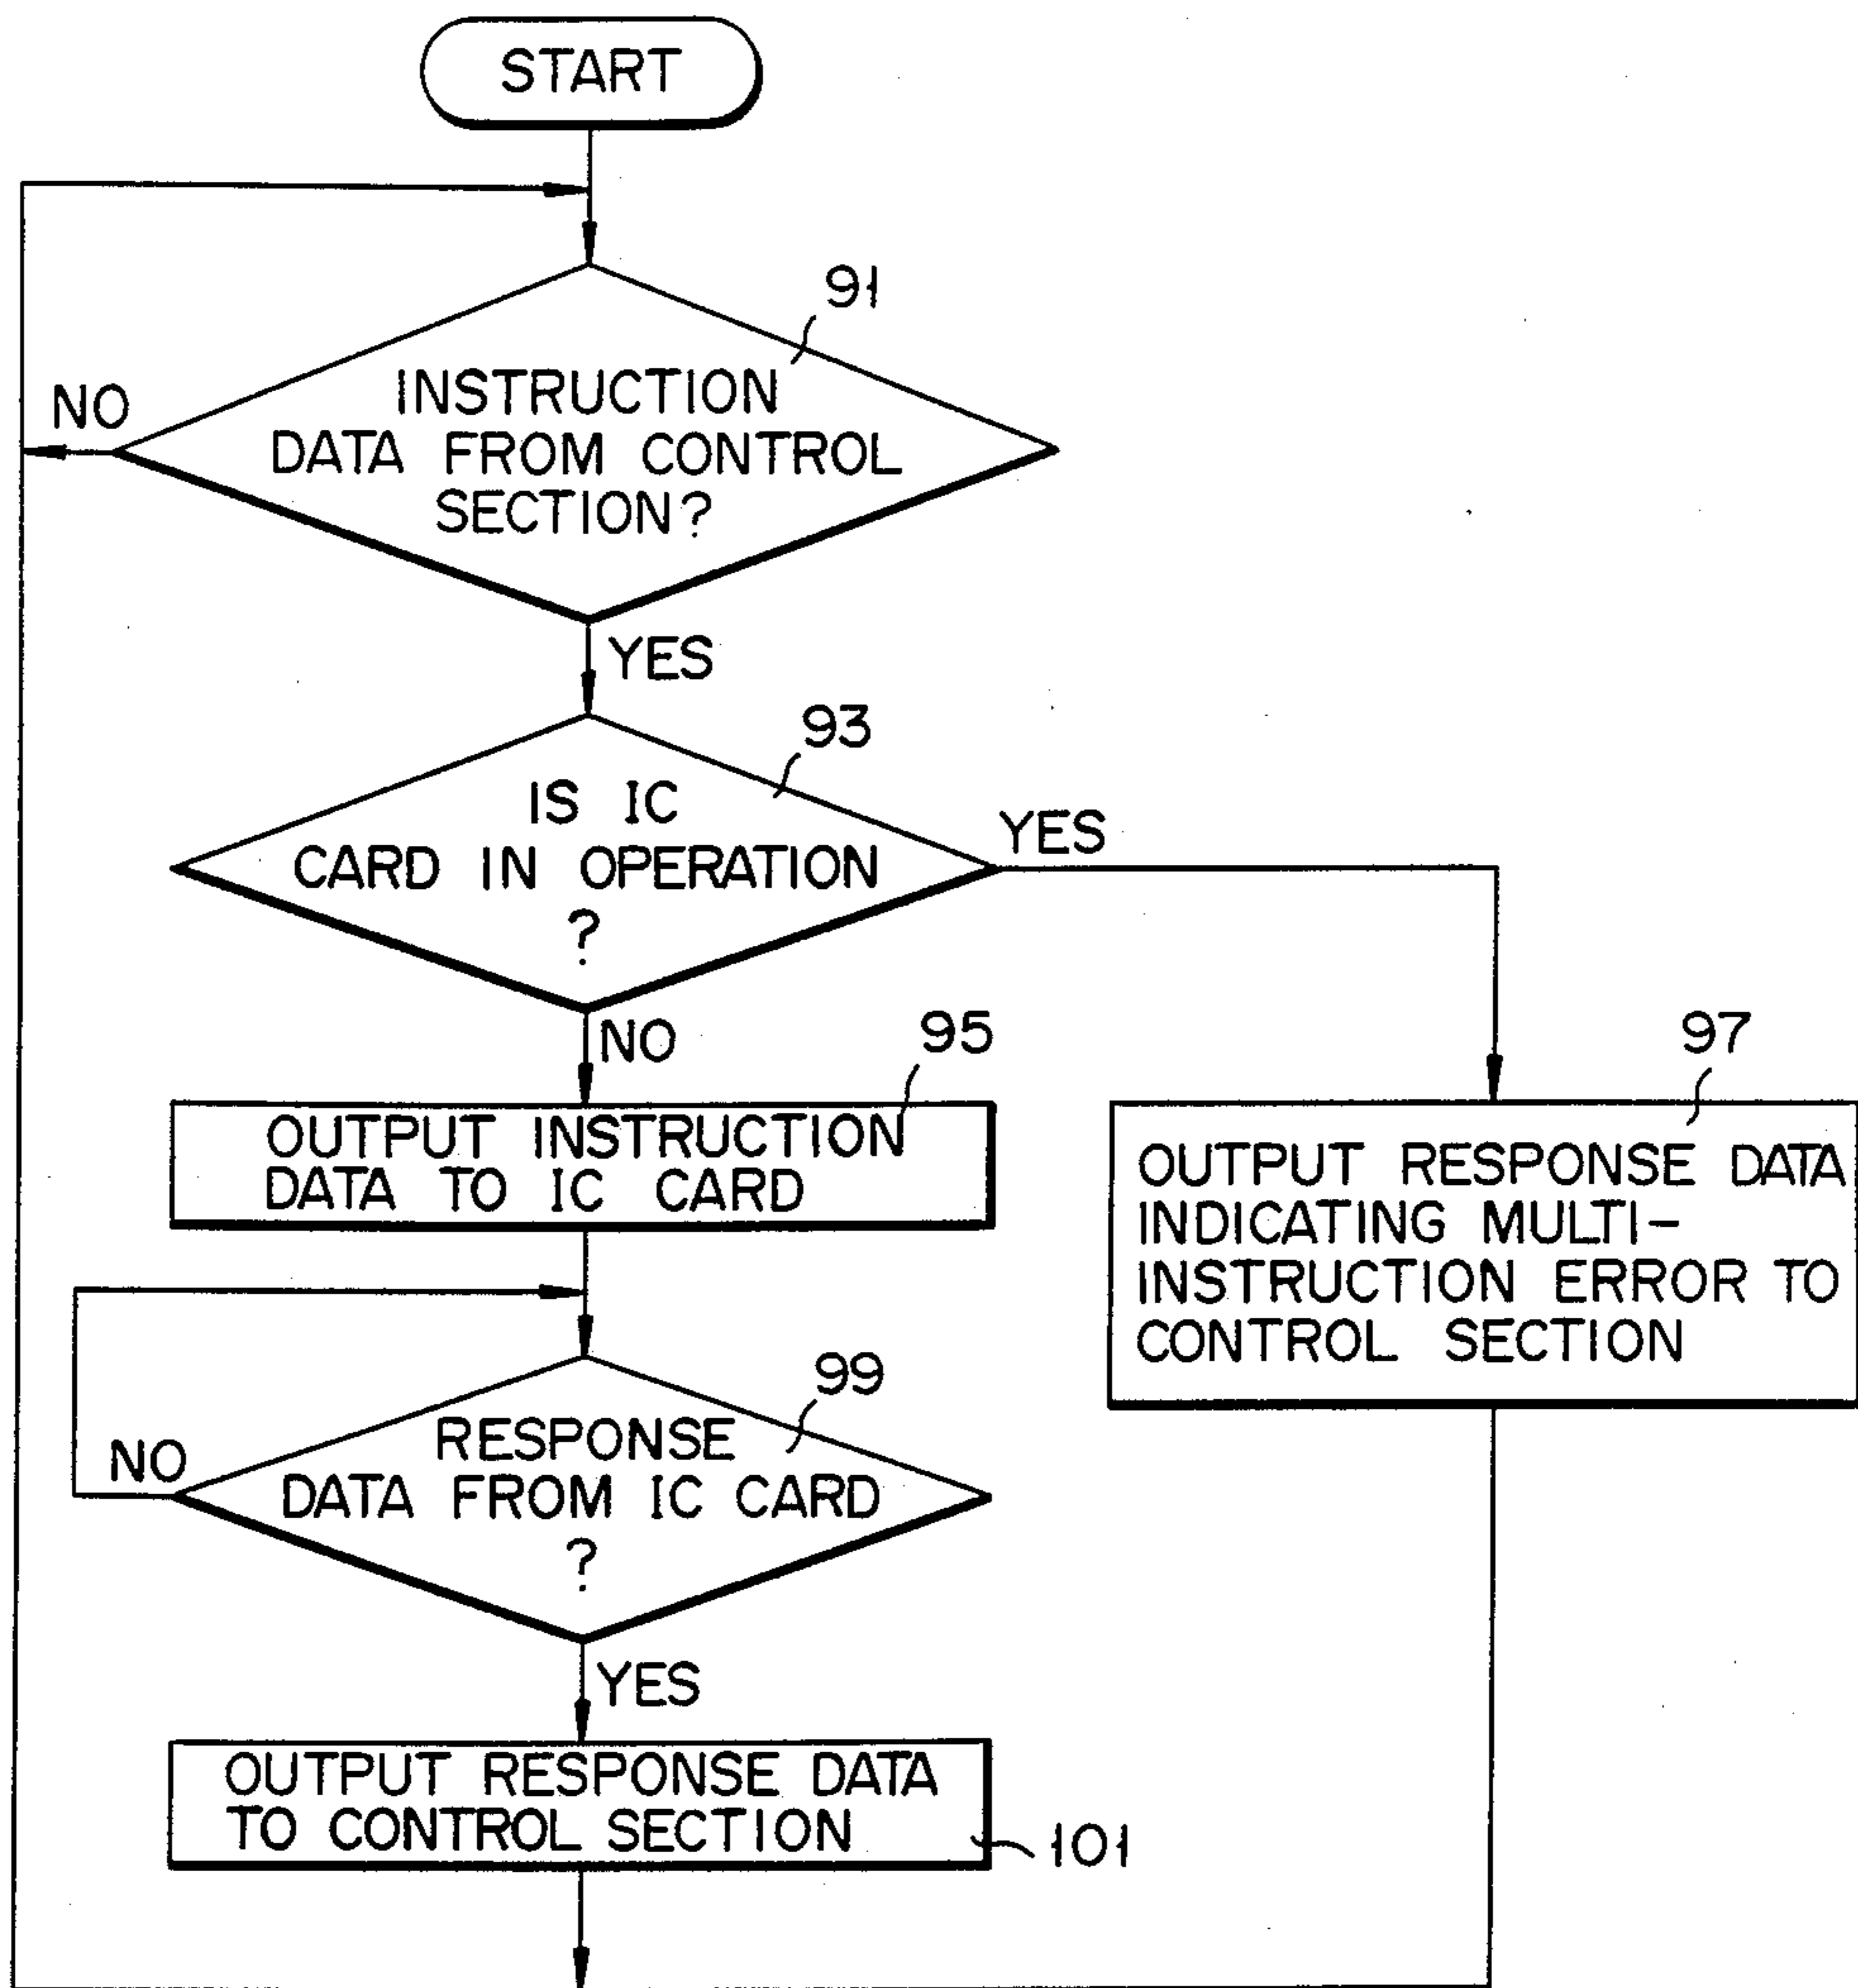 START
91
INSTRUCTION
DATA FROM CONTROL
SECTION?
NO
YES
93
IS IC
CARD IN OPERATION
?
YES
NO
95
OUTPUT INSTRUCTION
DATA TO IC CARD
97
OUTPUT RESPONSE DATA
INDICATING MULTI-
INSTRUCTION ERROR TO
CONTROL SECTION
99
RESPONSE
DATA FROM IC CARD
?
NO
YES
OUTPUT RESPONSE DATA
TO CONTROL SECTION
101